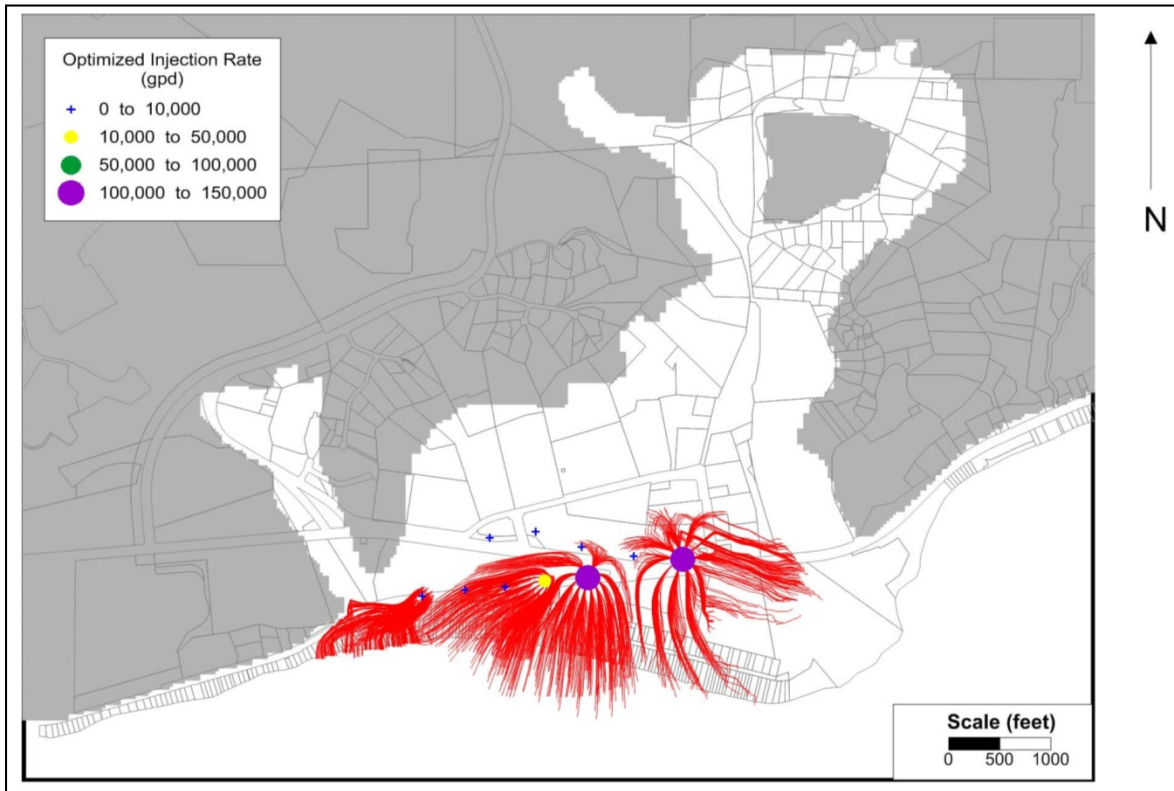 Optimized Injection Rate
(gpd)
0 to 10,000
10,000 to 50,000
50,000 to 100,000
100,000 to 150,000
N
Scale (feet)
0 500 1000